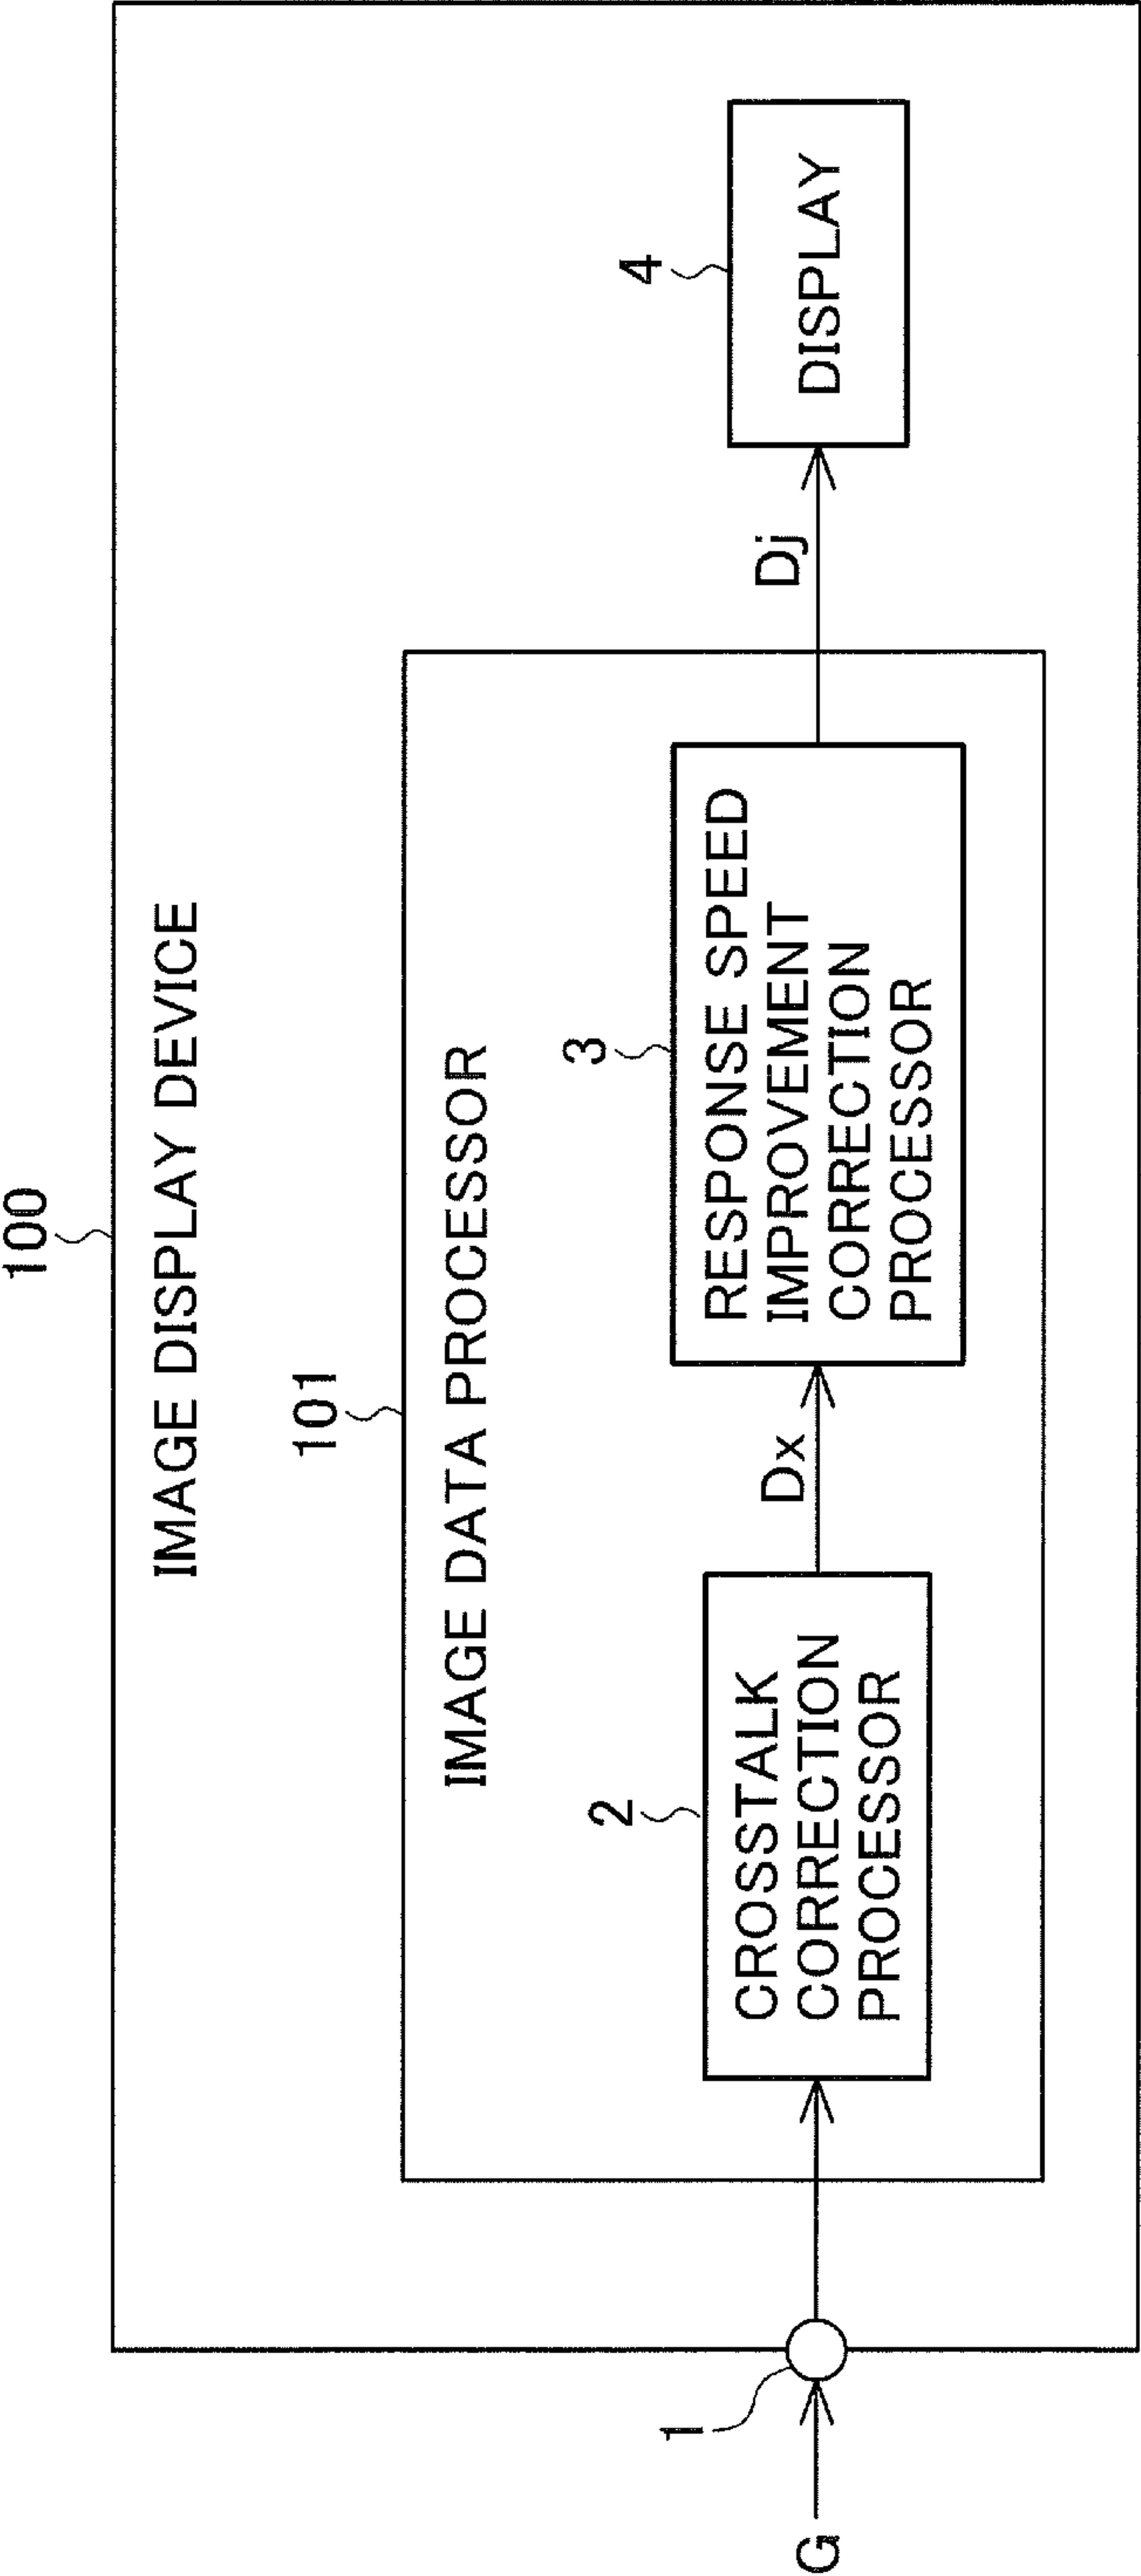 100
IMAGE DISPLAY DEVICE
101
IMAGE DATA PROCESSOR
G
1
2
CROSSTALK
CORRECTION
PROCESSOR
Dx
3
RESPONSE SPEED
IMPROVEMENT
CORRECTION
PROCESSOR
Dj
4
DISPLAY